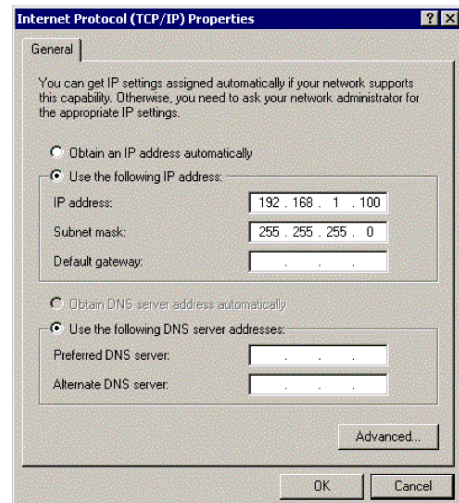 Internet Protocol (TCP/IP) Properties
General
You can get IP settings assigned automatically if your network supports
this capability. Otherwise, you need to ask your network administrator for
the appropriate IP settings.
Obtain an IP address automatically
Use the following IP address:
IP address: 192 . 168 . 1 . 100
Subnet mask: 255 . 255 . 255 . 0
Default gateway: . . .
Obtain DNS server address automatically
Use the following DNS server addresses:
Preferred DNS server: . . .
Alternate DNS server: . . .
Advanced...
OK Cancel